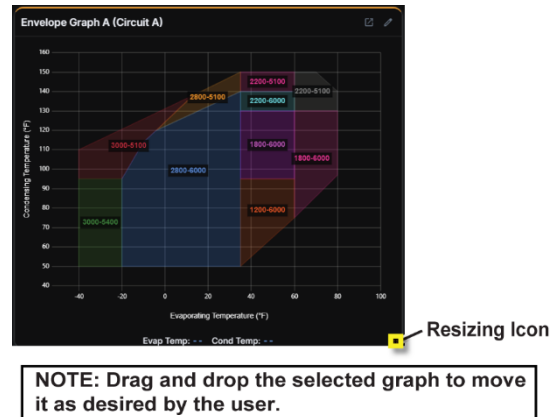 Envelope Graph A (Circuit A)
160
150
140
130
120
110
100
90
80
70
60
50
40
Condensing Temperature (°F)
2200-5100
2200-5100
2800-5100
2200-6000
3000-5100
1800-6000
1800-6000
2800-6000
1200-6000
3000-5400
-40 -20 0 20 40 60 80 100
Evaporating Temperature (°F)
Evap Temp: -- Cond Temp: --
Resizing Icon
NOTE: Drag and drop the selected graph to move
it as desired by the user.